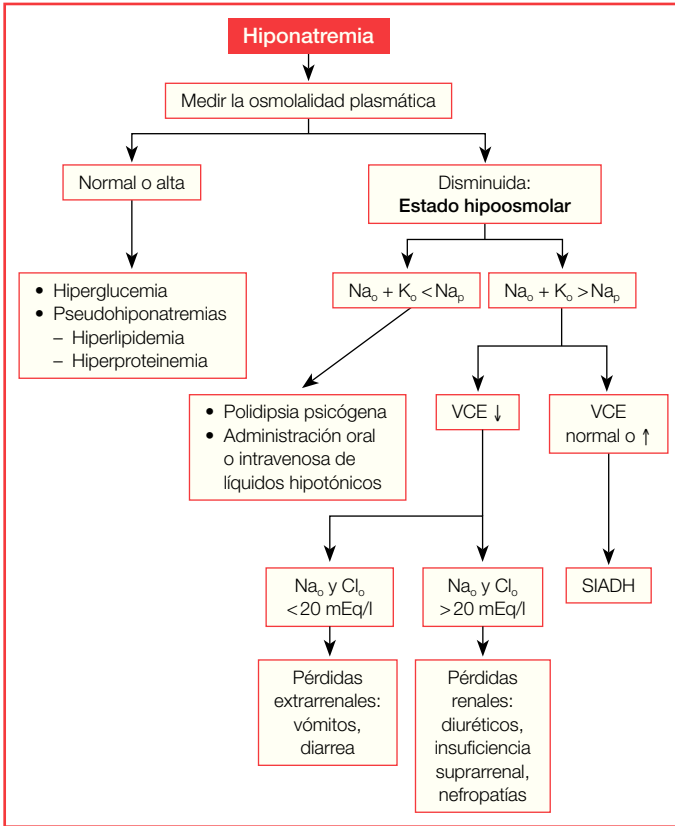 Hiponatremia
Medir la osmolalidad plasmática
Normal o alta
Disminuida:
Estado hipoosmolar
• Hiperglucemia
• Pseudohiponatremias
– Hiperlipidemia
– Hiperproteinemia
Naₒ + Kₒ < Naₚ
Naₒ + Kₒ > Naₚ
• Polidipsia psicógena
• Administración oral
o intravenosa de
líquidos hipotónicos
VCE ↓
VCE
normal o ↑
Naₒ y Clₒ
<20 mEq/l
Naₒ y Clₒ
>20 mEq/l
SIADH
Pérdidas
extrarrenales:
vómitos,
diarrea
Pérdidas
renales:
diuréticos,
insuficiencia
suprarrenal,
nefropatías